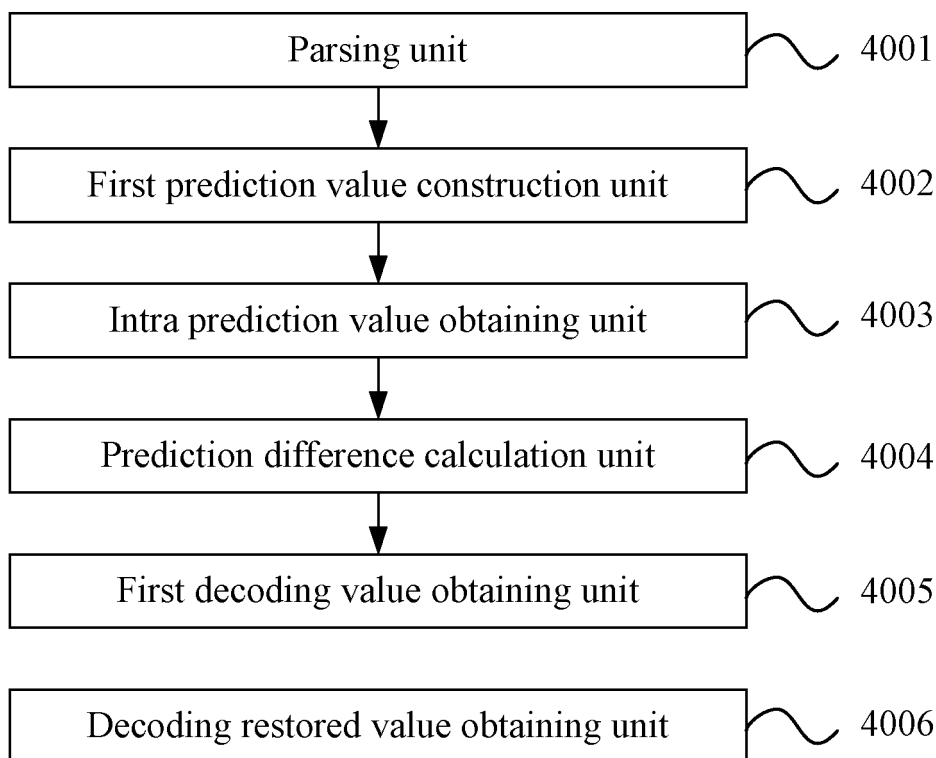 Parsing unit 4001
First prediction value construction unit 4002
Intra prediction value obtaining unit 4003
Prediction difference calculation unit 4004
First decoding value obtaining unit 4005
Decoding restored value obtaining unit 4006